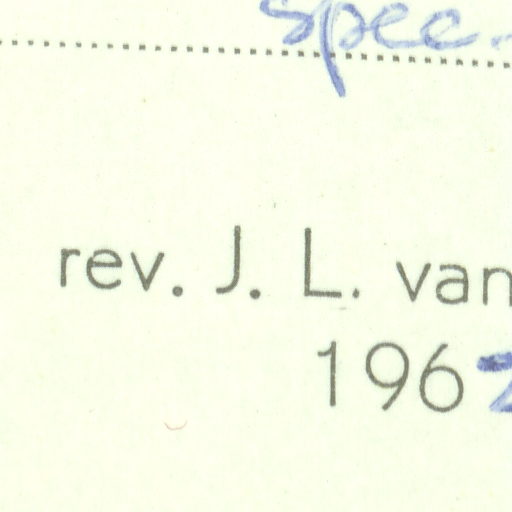 spec.
rev. J. L. van
196